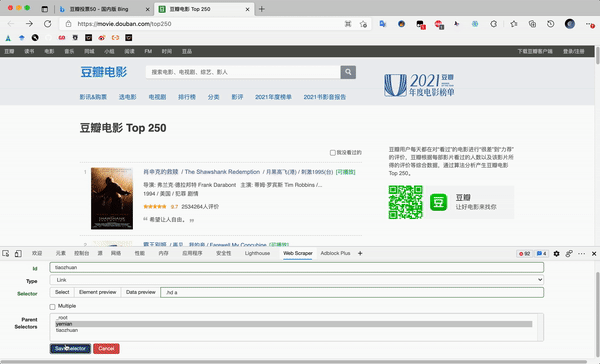 豆瓣投票50 - 国内版 Bing
豆瓣电影 Top 250
https://movie.douban.com/top250
豆瓣 读书 电影 音乐 同城 小组 阅读 FM 时间 豆品
下载豆瓣客户端 登录/注册
豆瓣电影
搜索电影、电视剧、综艺、影人
影讯&购票 选电影 电视剧 排行榜 分类 影评 2021年度榜单 2021书影音报告
2021 豆瓣
年度电影榜单
豆瓣电影 Top 250
我没看过的
1
肖申克的救赎 / The Shawshank Redemption / 月黑高飞(港) / 刺激1995(台) [可播放]
导演: 弗兰克·德拉邦特 Frank Darabont 主演: 蒂姆·罗宾斯 Tim Robbins /...
1994 / 美国 / 犯罪 剧情
9.7 2534264人评价
希望让人自由。
2
霸王别姬 / 再见,我的妾 / Farewell My Concubine [可播放]
豆瓣用户每天都在对“看过”的电影进行“很差”到“力荐”
的评价,豆瓣根据每部影片看过的人数以及该影片所
得的评价等综合数据,通过算法分析产生豆瓣电影
Top 250。
豆
豆瓣
让好电影来找你
欢迎 元素 控制台 源 网络 性能 内存 应用程序 安全性 Lighthouse Web Scraper Adblock Plus
92 4
Id tiaozhuan
Type Link
Selector Select Element preview Data preview .hd a
Multiple
Parent Selectors
_root
yemian
tiaozhuan
Save selector Cancel